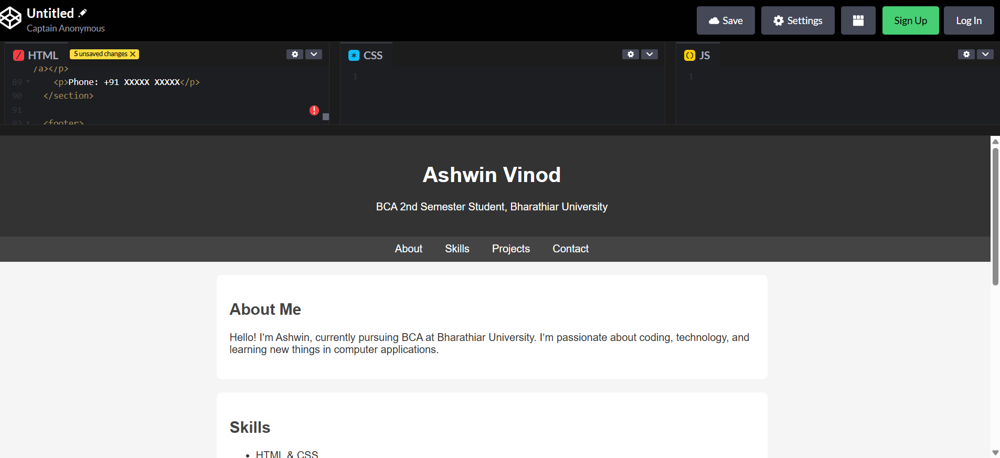 Untitled
Captain Anonymous
Save
Settings
Sign Up
Log In
HTML
5 unsaved changes
CSS
JS
/a></p>
89 <p>Phone: +91 XXXXX XXXXX</p>
90 </section>
91
92 <footer>
1
1
Ashwin Vinod
BCA 2nd Semester Student, Bharathiar University
About Skills Projects Contact
About Me
Hello! I’m Ashwin, currently pursuing BCA at Bharathiar University. I’m passionate about coding, technology, and
learning new things in computer applications.
Skills
• HTML & CSS